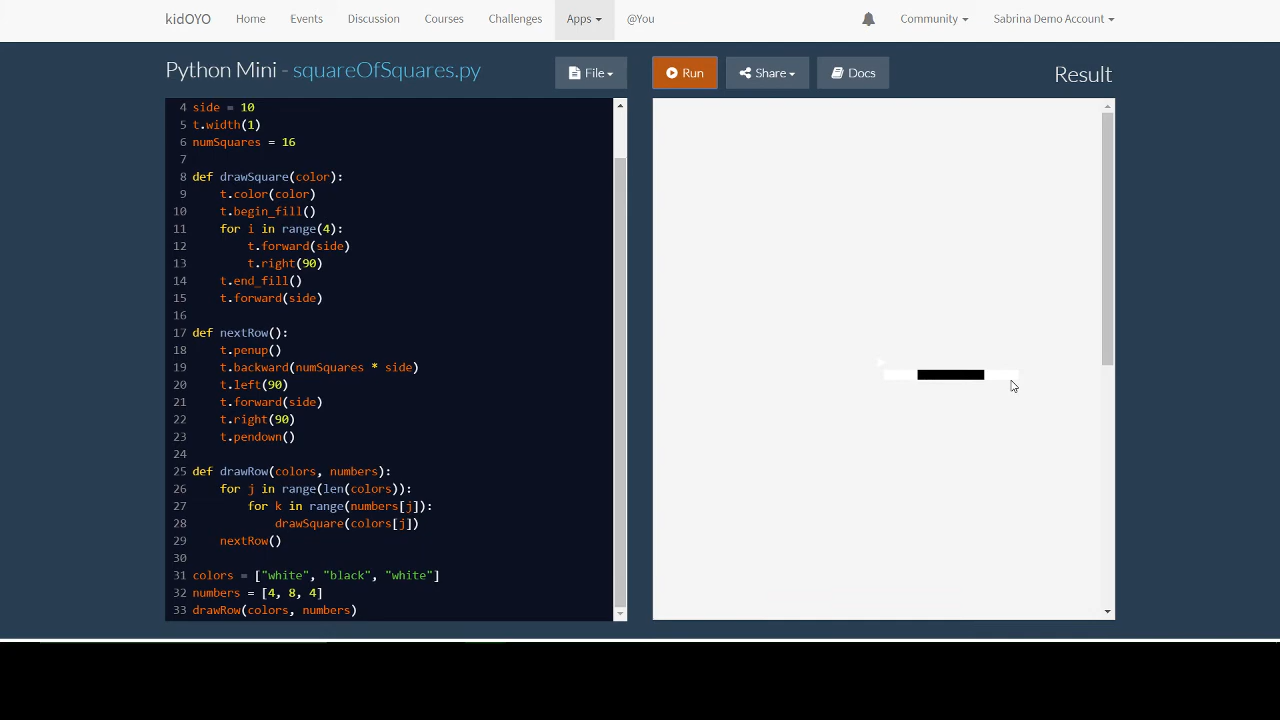 kidOYO Home Events Discussion Courses Challenges Apps @You Community Sabrina Demo Account
Python Mini - squareOfSquares.py File Run Share Docs Result
4 side = 10
5 t.width(1)
6 numSquares = 16
7
8 def drawSquare(color):
9 t.color(color)
10 t.begin_fill()
11 for i in range(4):
12 t.forward(side)
13 t.right(90)
14 t.end_fill()
15 t.forward(side)
16
17 def nextRow():
18 t.penup()
19 t.backward(numSquares * side)
20 t.left(90)
21 t.forward(side)
22 t.right(90)
23 t.pendown()
24
25 def drawRow(colors, numbers):
26 for j in range(len(colors)):
27 for k in range(numbers[j]):
28 drawSquare(colors[j])
29 nextRow()
30
31 colors = ["white", "black", "white"]
32 numbers = [4, 8, 4]
33 drawRow(colors, numbers)